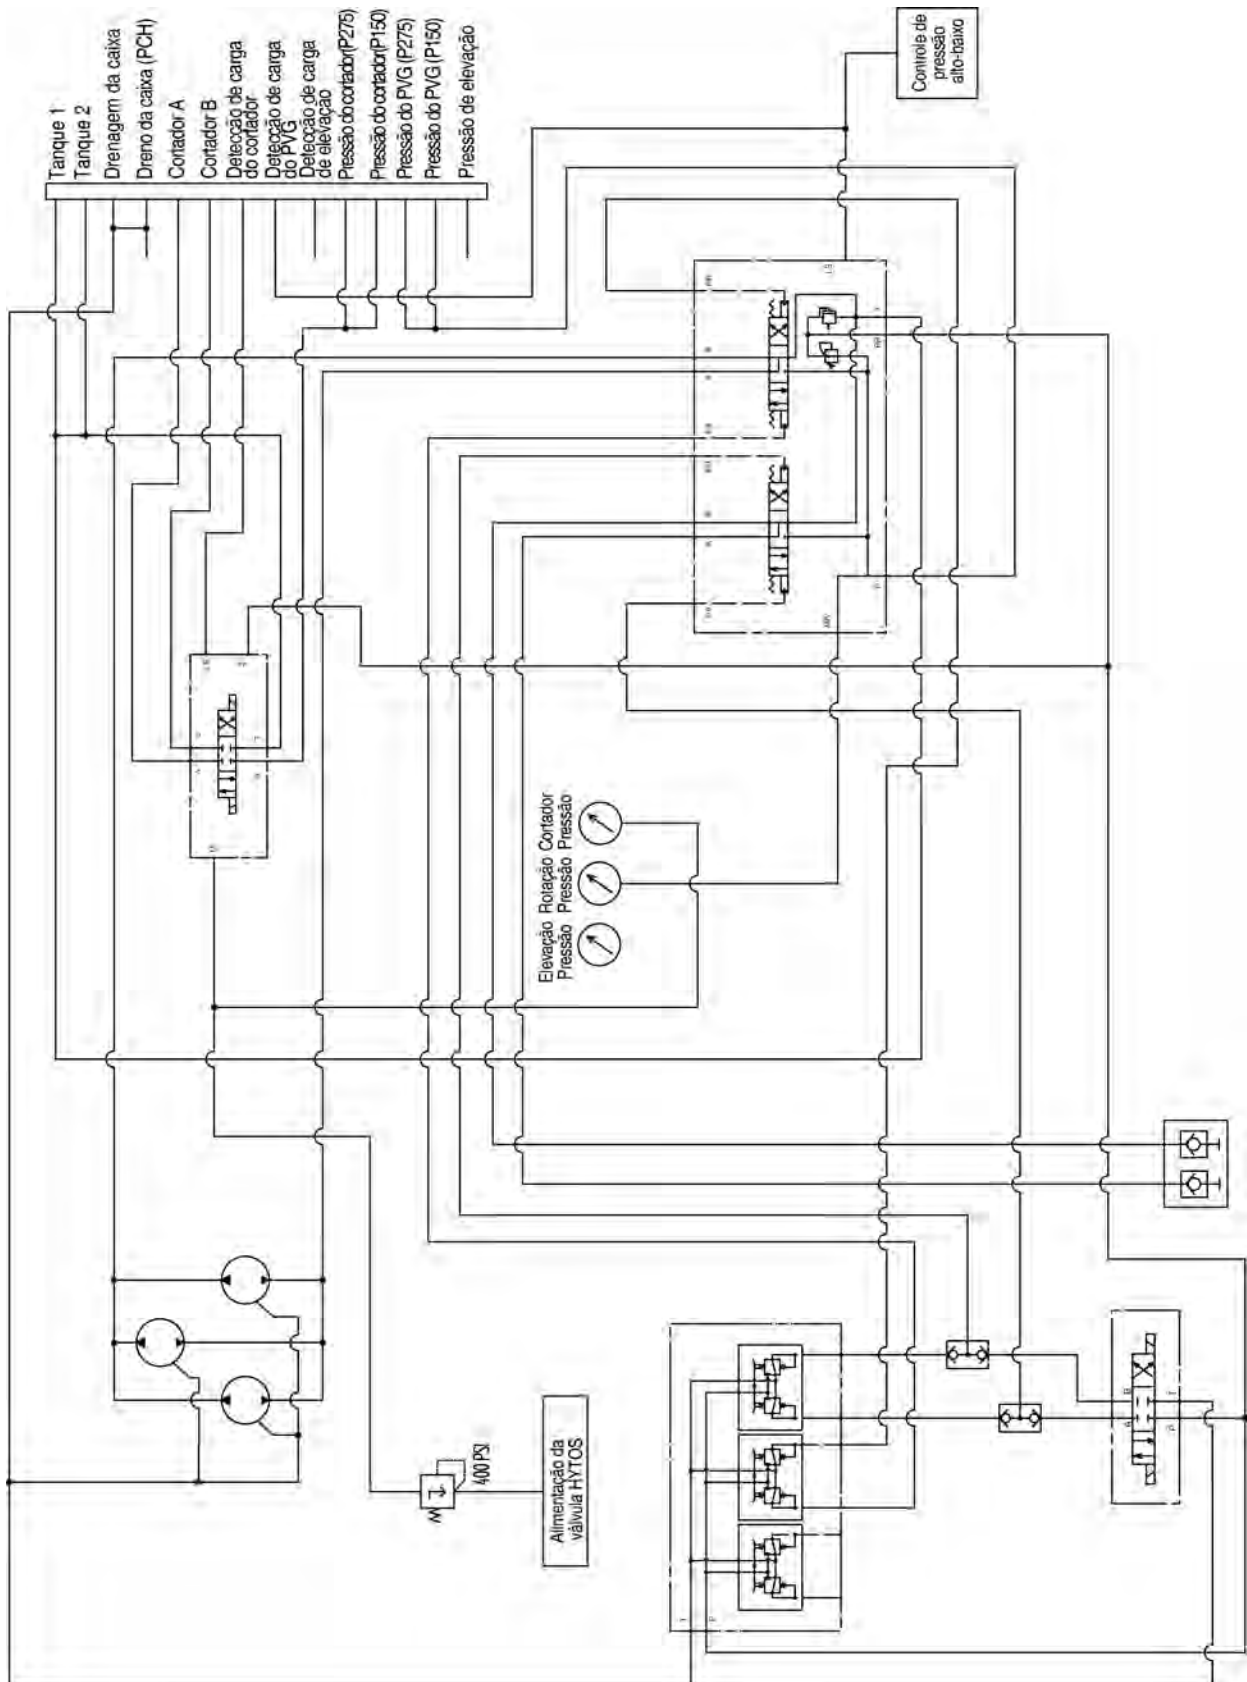 Tanque 1
Tanque 2
Drenagem da caixa
Dreno da caixa (PCH)
Cortador A
Cortador B
Detecção de carga
do cortador
Detecção de carga
do PVG
Detecção de carga
de elevação
Pressão do cortador (P275)
Pressão do cortador (P150)
Pressão do PVG (P275)
Pressão do PVG (P150)
Pressão de elevação
Controle de
pressão
alto-baixo
Elevação Rotação Cortador
Pressão Pressão Pressão
400 PSI
Alimentação da
válvula HYTOS